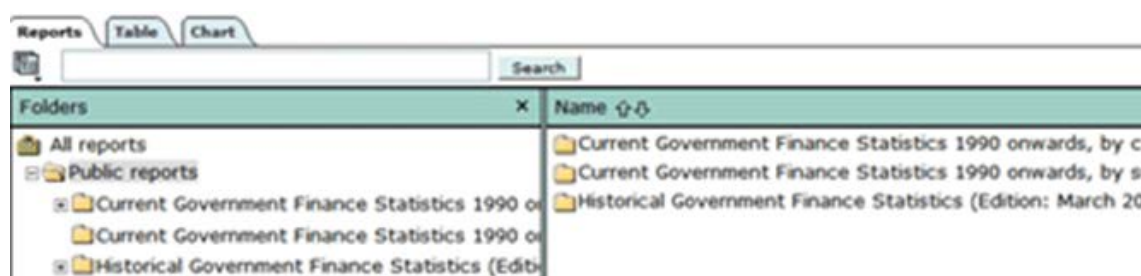 Reports Table Chart
Search
Folders × Name
All reports
Public reports
Current Government Finance Statistics 1990 o
Current Government Finance Statistics 1990 o
Historical Government Finance Statistics (Editi
Current Government Finance Statistics 1990 onwards, by c
Current Government Finance Statistics 1990 onwards, by s
Historical Government Finance Statistics (Edition: March 20